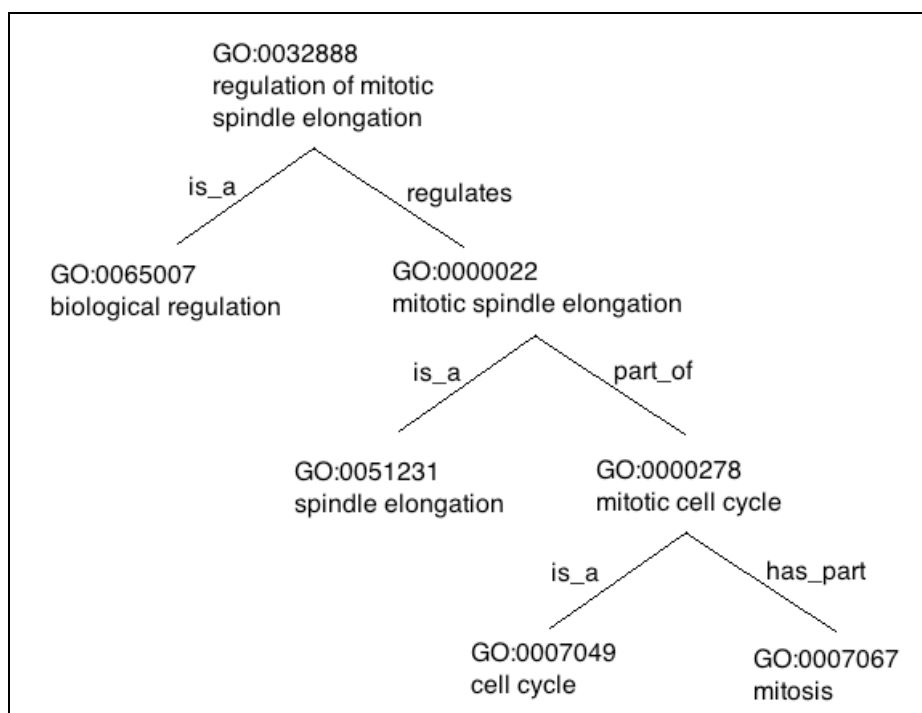 GO:0032888
regulation of mitotic
spindle elongation
is_a
regulates
GO:0065007
biological regulation
GO:0000022
mitotic spindle elongation
is_a
part_of
GO:0051231
spindle elongation
GO:0000278
mitotic cell cycle
is_a
has_part
GO:0007049
cell cycle
GO:0007067
mitosis